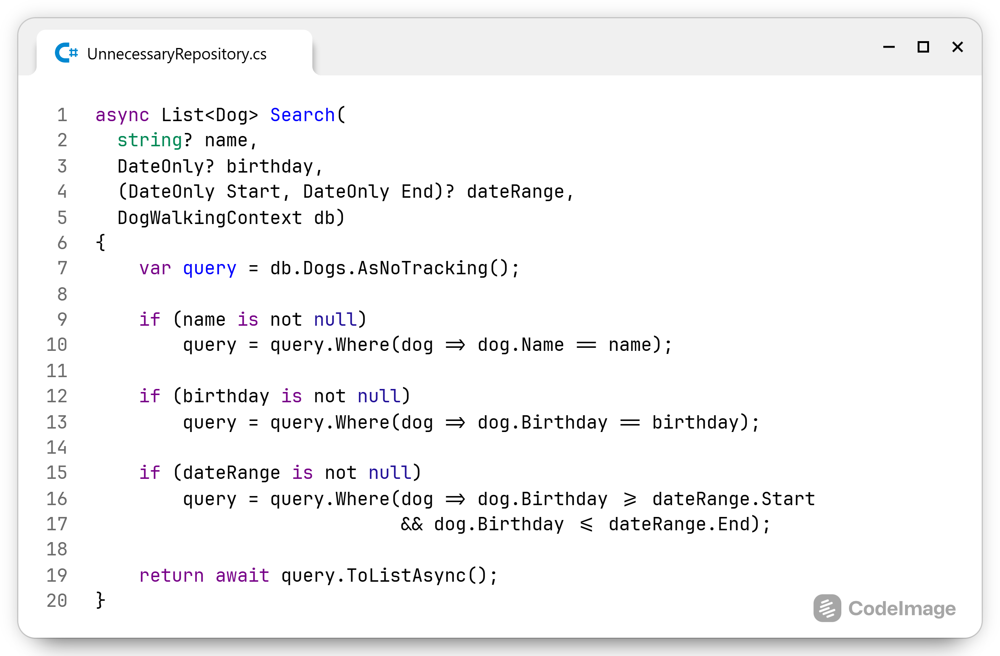 C# UnnecessaryRepository.cs
1 async List<Dog> Search(
2   string? name,
3   DateOnly? birthday,
4   (DateOnly Start, DateOnly End)? dateRange,
5   DogWalkingContext db)
6 {
7     var query = db.Dogs.AsNoTracking();
8
9     if (name is not null)
10         query = query.Where(dog => dog.Name == name);
11
12     if (birthday is not null)
13         query = query.Where(dog => dog.Birthday == birthday);
14
15     if (dateRange is not null)
16         query = query.Where(dog => dog.Birthday >= dateRange.Start
17                             && dog.Birthday <= dateRange.End);
18
19     return await query.ToListAsync();
20 }
CodeImage